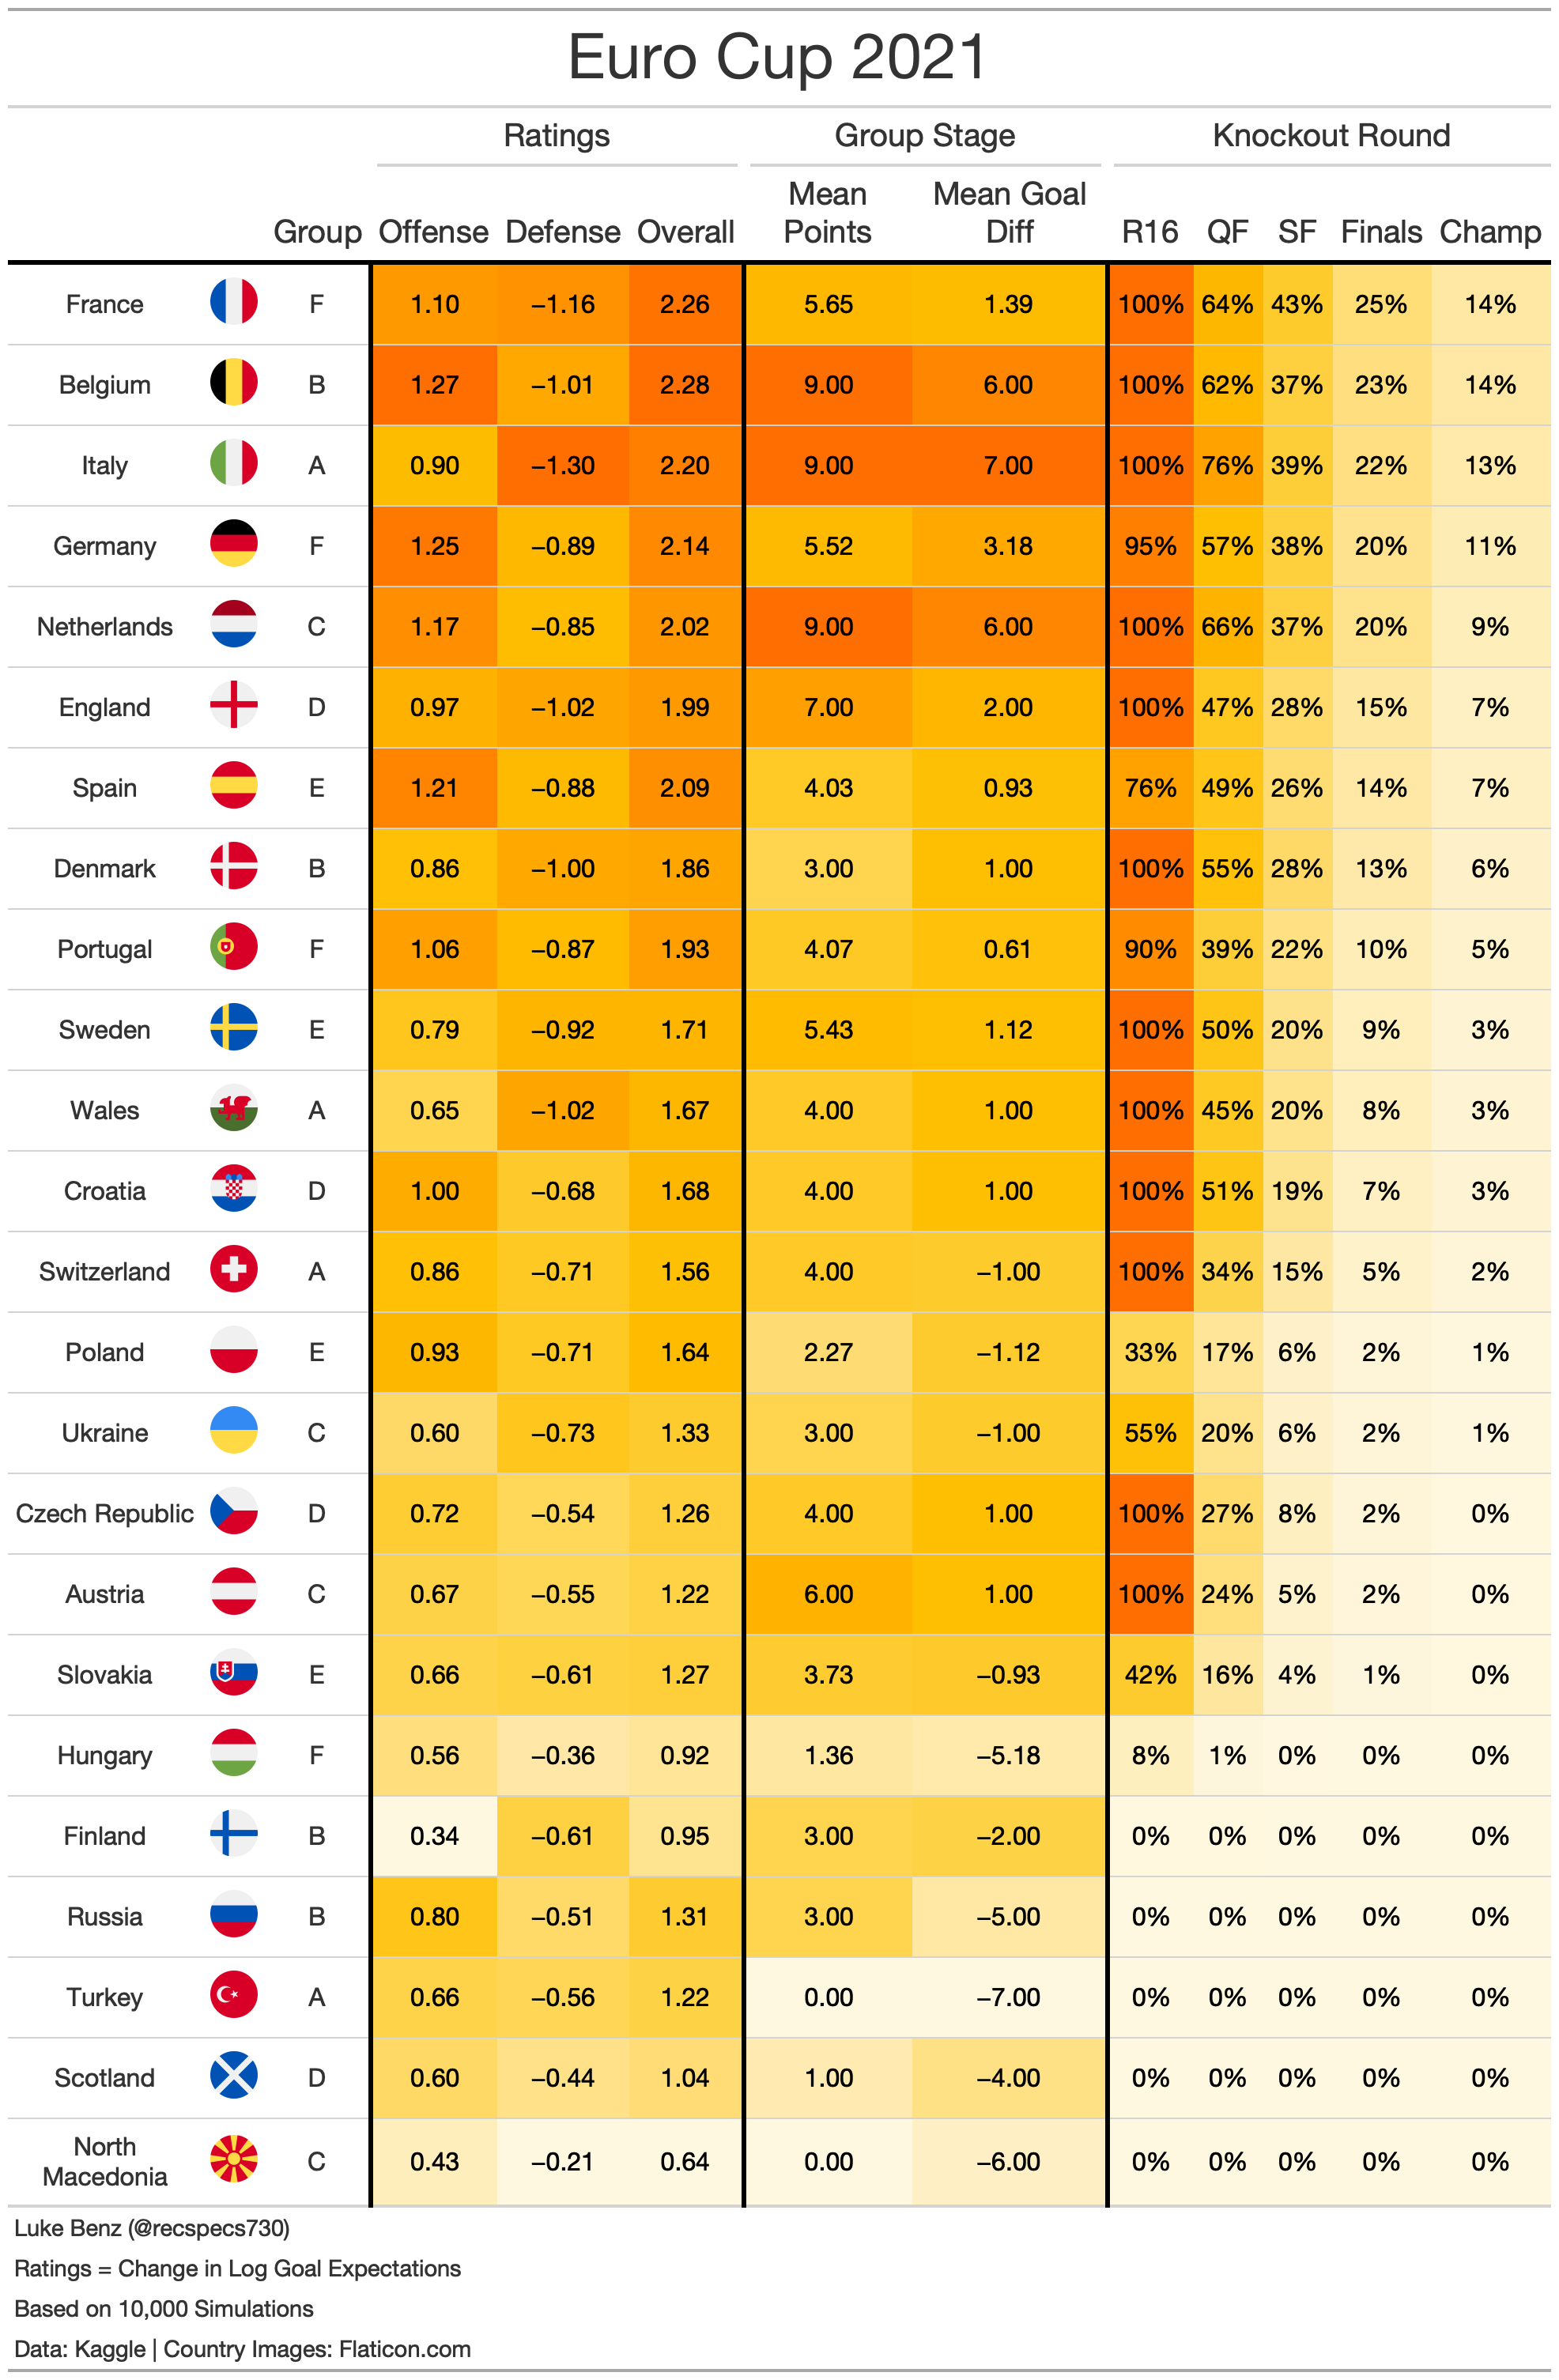 Euro Cup 2021
Ratings Group Stage Knockout Round
Mean Mean Goal
Group Offense Defense Overall Points Diff R16 QF SF Finals Champ
France F 1.10 −1.16 2.26 5.65 1.39 100% 64% 43% 25% 14%
Belgium B 1.27 −1.01 2.28 9.00 6.00 100% 62% 37% 23% 14%
Italy A 0.90 −1.30 2.20 9.00 7.00 100% 76% 39% 22% 13%
Germany F 1.25 −0.89 2.14 5.52 3.18 95% 57% 38% 20% 11%
Netherlands C 1.17 −0.85 2.02 9.00 6.00 100% 66% 37% 20% 9%
England D 0.97 −1.02 1.99 7.00 2.00 100% 47% 28% 15% 7%
Spain E 1.21 −0.88 2.09 4.03 0.93 76% 49% 26% 14% 7%
Denmark B 0.86 −1.00 1.86 3.00 1.00 100% 55% 28% 13% 6%
Portugal F 1.06 −0.87 1.93 4.07 0.61 90% 39% 22% 10% 5%
Sweden E 0.79 −0.92 1.71 5.43 1.12 100% 50% 20% 9% 3%
Wales A 0.65 −1.02 1.67 4.00 1.00 100% 45% 20% 8% 3%
Croatia D 1.00 −0.68 1.68 4.00 1.00 100% 51% 19% 7% 3%
Switzerland A 0.86 −0.71 1.56 4.00 −1.00 100% 34% 15% 5% 2%
Poland E 0.93 −0.71 1.64 2.27 −1.12 33% 17% 6% 2% 1%
Ukraine C 0.60 −0.73 1.33 3.00 −1.00 55% 20% 6% 2% 1%
Czech Republic D 0.72 −0.54 1.26 4.00 1.00 100% 27% 8% 2% 0%
Austria C 0.67 −0.55 1.22 6.00 1.00 100% 24% 5% 2% 0%
Slovakia E 0.66 −0.61 1.27 3.73 −0.93 42% 16% 4% 1% 0%
Hungary F 0.56 −0.36 0.92 1.36 −5.18 8% 1% 0% 0% 0%
Finland B 0.34 −0.61 0.95 3.00 −2.00 0% 0% 0% 0% 0%
Russia B 0.80 −0.51 1.31 3.00 −5.00 0% 0% 0% 0% 0%
Turkey A 0.66 −0.56 1.22 0.00 −7.00 0% 0% 0% 0% 0%
Scotland D 0.60 −0.44 1.04 1.00 −4.00 0% 0% 0% 0% 0%
North
Macedonia C 0.43 −0.21 0.64 0.00 −6.00 0% 0% 0% 0% 0%
Luke Benz (@recspecs730)
Ratings = Change in Log Goal Expectations
Based on 10,000 Simulations
Data: Kaggle | Country Images: Flaticon.com